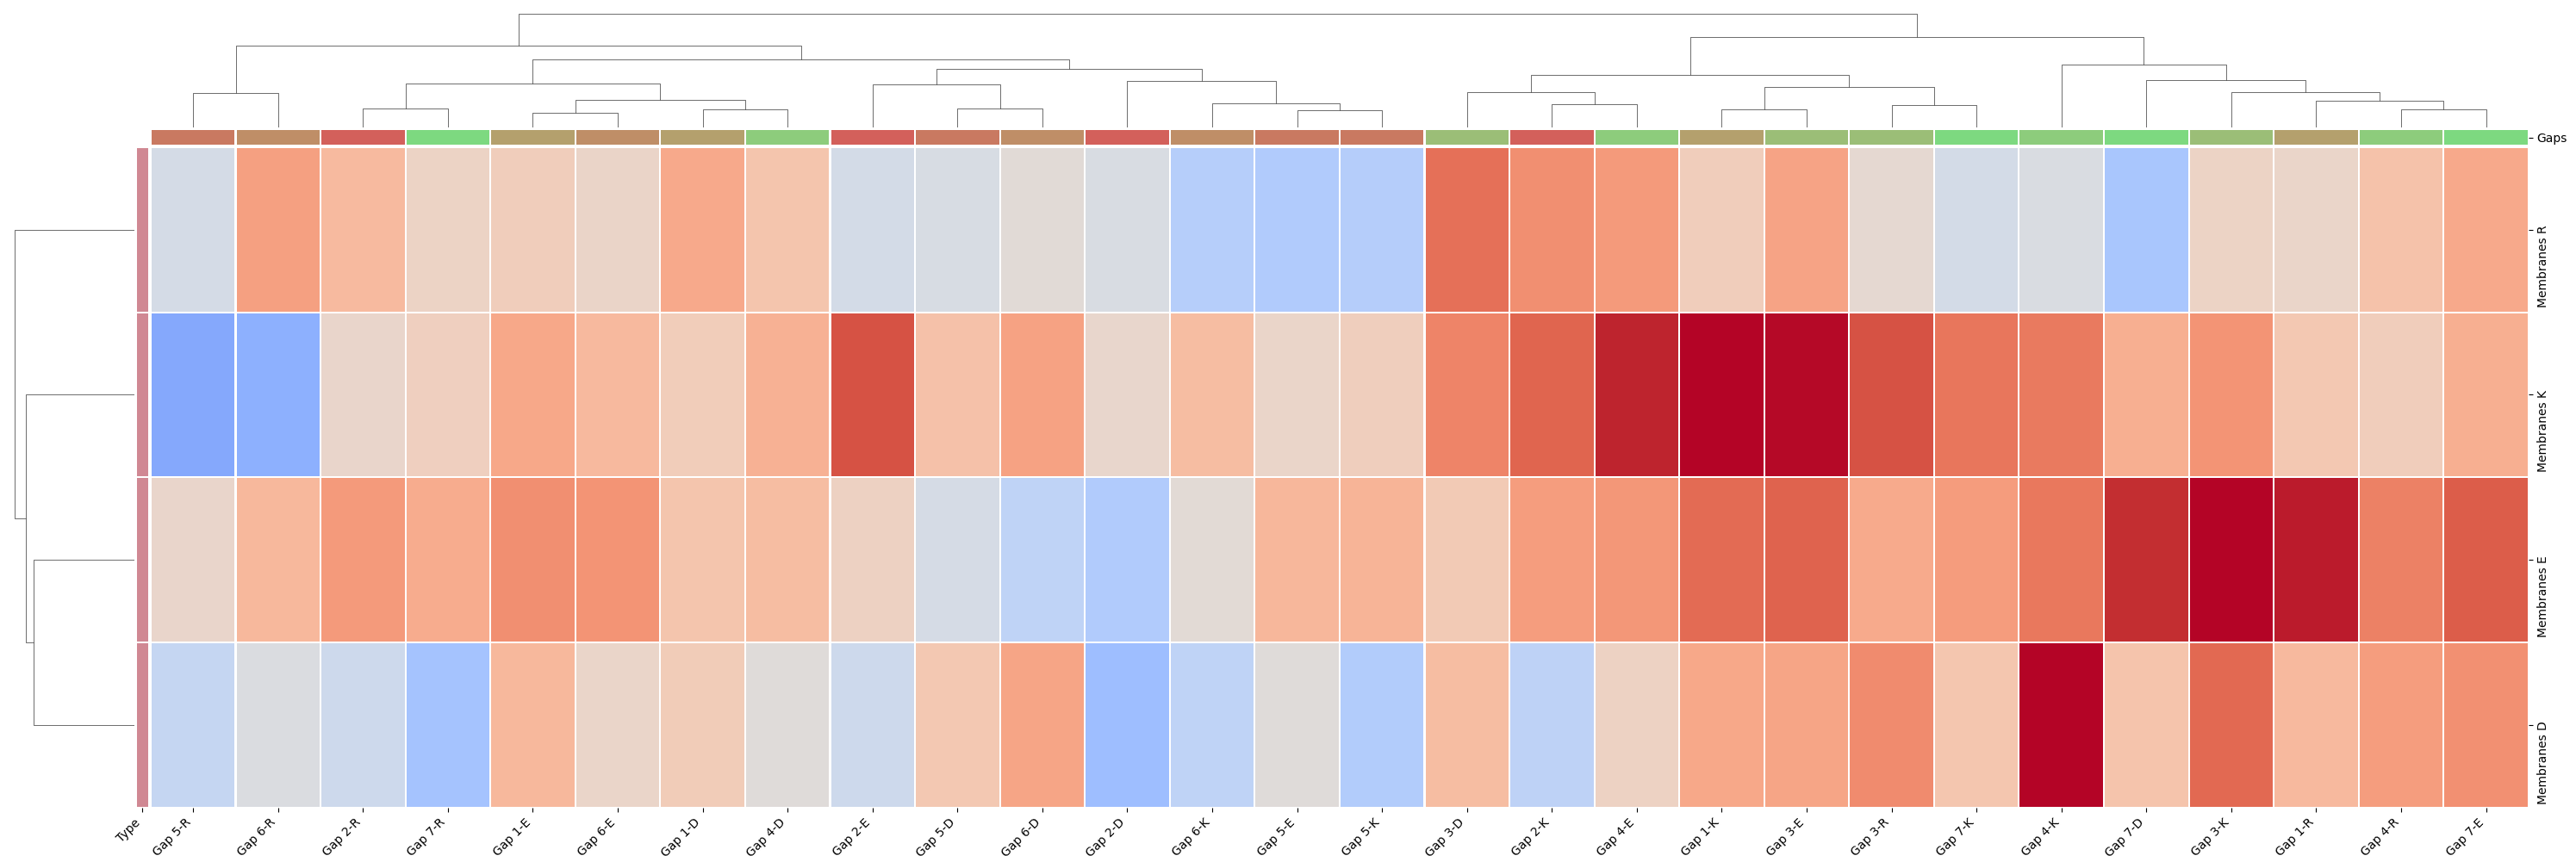 Gaps
Membranes R
Membranes K
Membranes E
Membranes D
Type
Gap 5-R
Gap 6-R
Gap 2-R
Gap 7-R
Gap 1-E
Gap 6-E
Gap 1-D
Gap 4-D
Gap 2-E
Gap 5-D
Gap 6-D
Gap 2-D
Gap 6-K
Gap 5-E
Gap 5-K
Gap 3-D
Gap 2-K
Gap 4-E
Gap 1-K
Gap 3-E
Gap 3-R
Gap 7-K
Gap 4-K
Gap 7-D
Gap 3-K
Gap 1-R
Gap 4-R
Gap 7-E